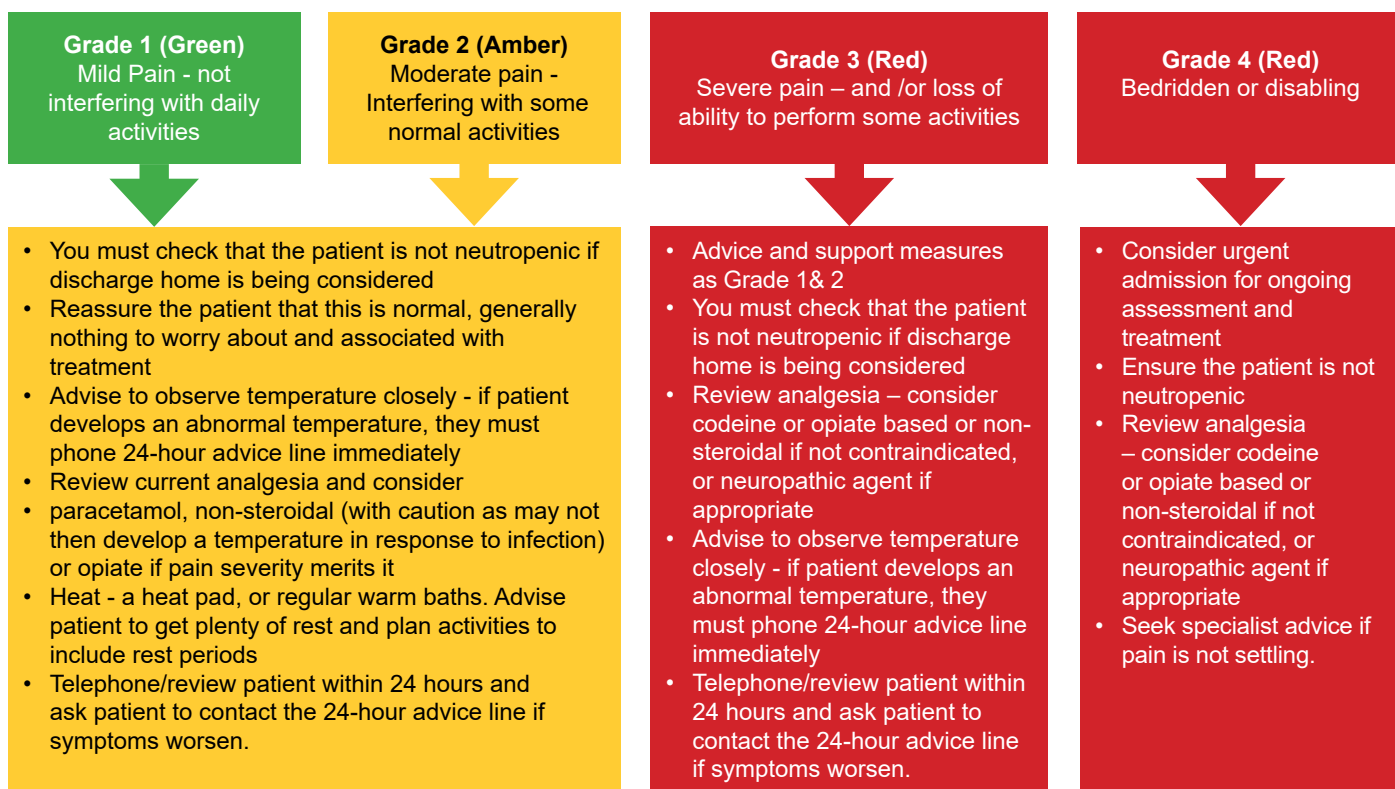 Grade 1 (Green)
Mild Pain - not
interfering with daily
activities
Grade 2 (Amber)
Moderate pain -
Interfering with some
normal activities
Grade 3 (Red)
Severe pain – and /or loss of
ability to perform some activities
Grade 4 (Red)
Bedridden or disabling
• You must check that the patient is not neutropenic if
discharge home is being considered
• Reassure the patient that this is normal, generally
nothing to worry about and associated with
treatment
• Advise to observe temperature closely - if patient
develops an abnormal temperature, they must
phone 24-hour advice line immediately
• Review current analgesia and consider
• paracetamol, non-steroidal (with caution as may not
then develop a temperature in response to infection)
or opiate if pain severity merits it
• Heat - a heat pad, or regular warm baths. Advise
patient to get plenty of rest and plan activities to
include rest periods
• Telephone/review patient within 24 hours and
ask patient to contact the 24-hour advice line if
symptoms worsen.
• Advice and support measures
as Grade 1& 2
• You must check that the patient
is not neutropenic if discharge
home is being considered
• Review analgesia – consider
codeine or opiate based or non-
steroidal if not contraindicated,
or neuropathic agent if
appropriate
• Advise to observe temperature
closely - if patient develops an
abnormal temperature, they
must phone 24-hour advice line
immediately
• Telephone/review patient within
24 hours and ask patient to
contact the 24-hour advice line
if symptoms worsen.
• Consider urgent
admission for ongoing
assessment and
treatment
• Ensure the patient is not
neutropenic
• Review analgesia
– consider codeine
or opiate based or
non-steroidal if not
contraindicated, or
neuropathic agent if
appropriate
• Seek specialist advice if
pain is not settling.